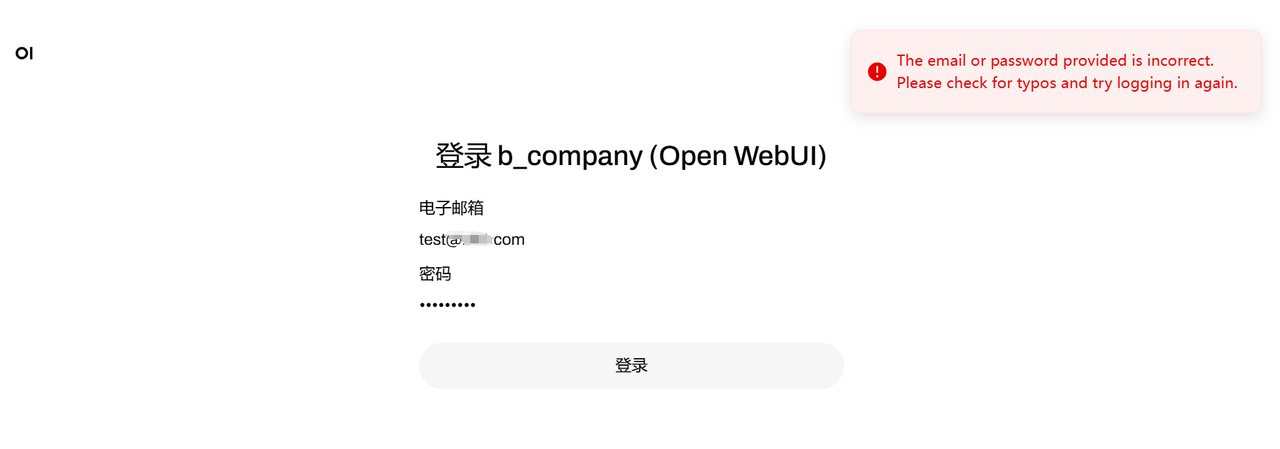 OI
The email or password provided is incorrect.
Please check for typos and try logging in again.
登录 b_company (Open WebUI)
电子邮箱
test@ com
密码
•••••••••
登录